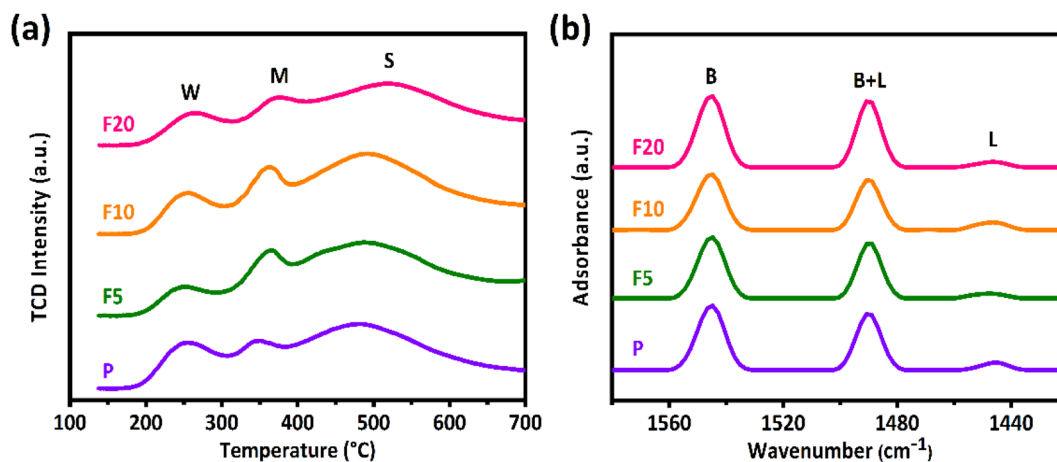 (a)
W
M
S
F20
F10
F5
P
TCD Intensity (a.u.)
100 200 300 400 500 600 700
Temperature (°C)
(b)
B
B+L
L
F20
F10
F5
P
Adsorbance (a.u.)
1560 1520 1480 1440
Wavenumber (cm⁻¹)